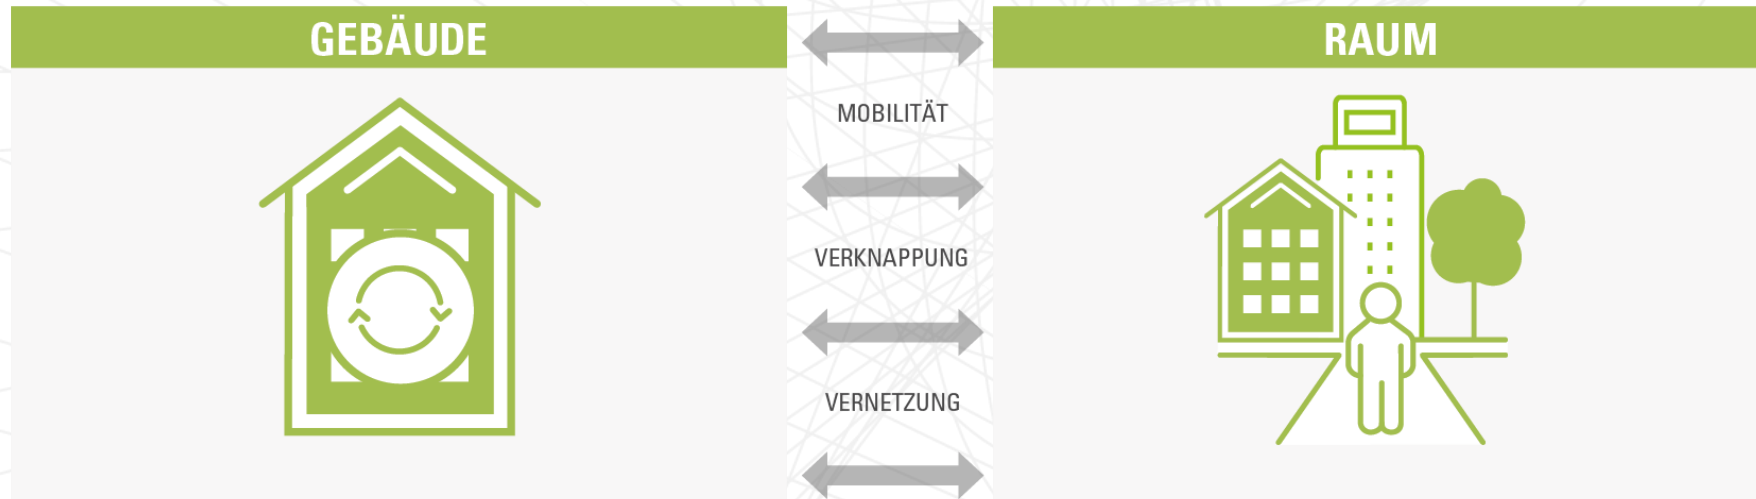 GEBÄUDE
RAUM
MOBILITÄT
VERKNAPPUNG
VERNETZUNG